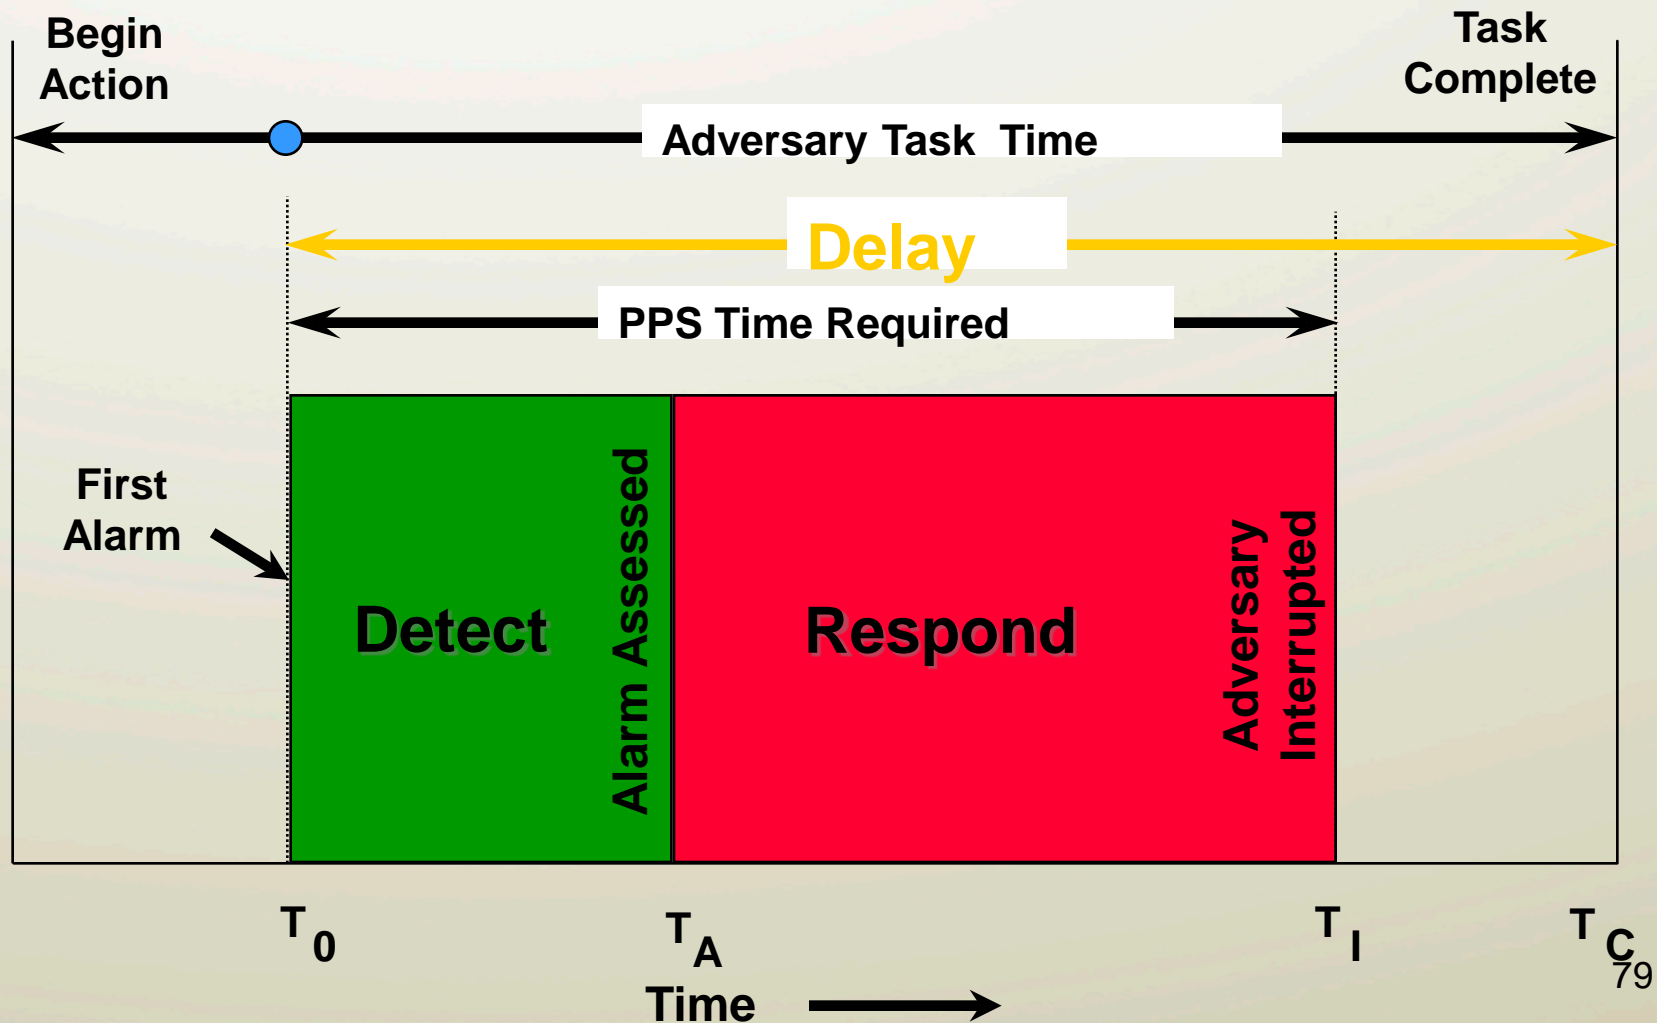 Begin
Action
Task
Complete
Adversary Task Time
Delay
PPS Time Required
First
Alarm
Detect
Alarm Assessed
Respond
Adversary
Interrupted
T0
TA
TI
TC
79
Time